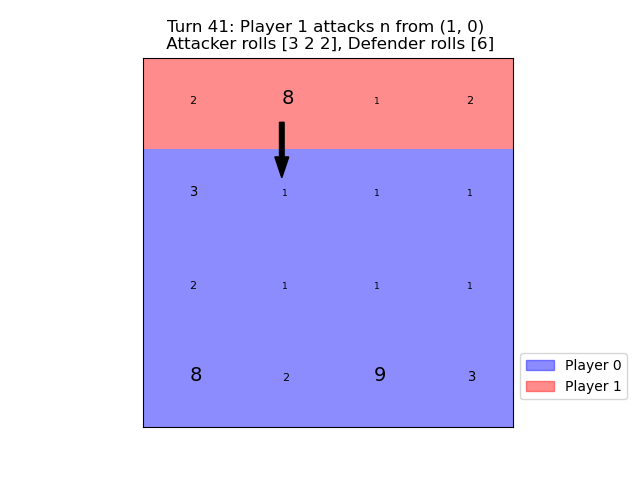 Turn 41: Player 1 attacks n from (1, 0)
Attacker rolls [3 2 2], Defender rolls [6]
2 8 1 2
3 1 1 1
2 1 1 1
8 2 9 3
Player 0
Player 1